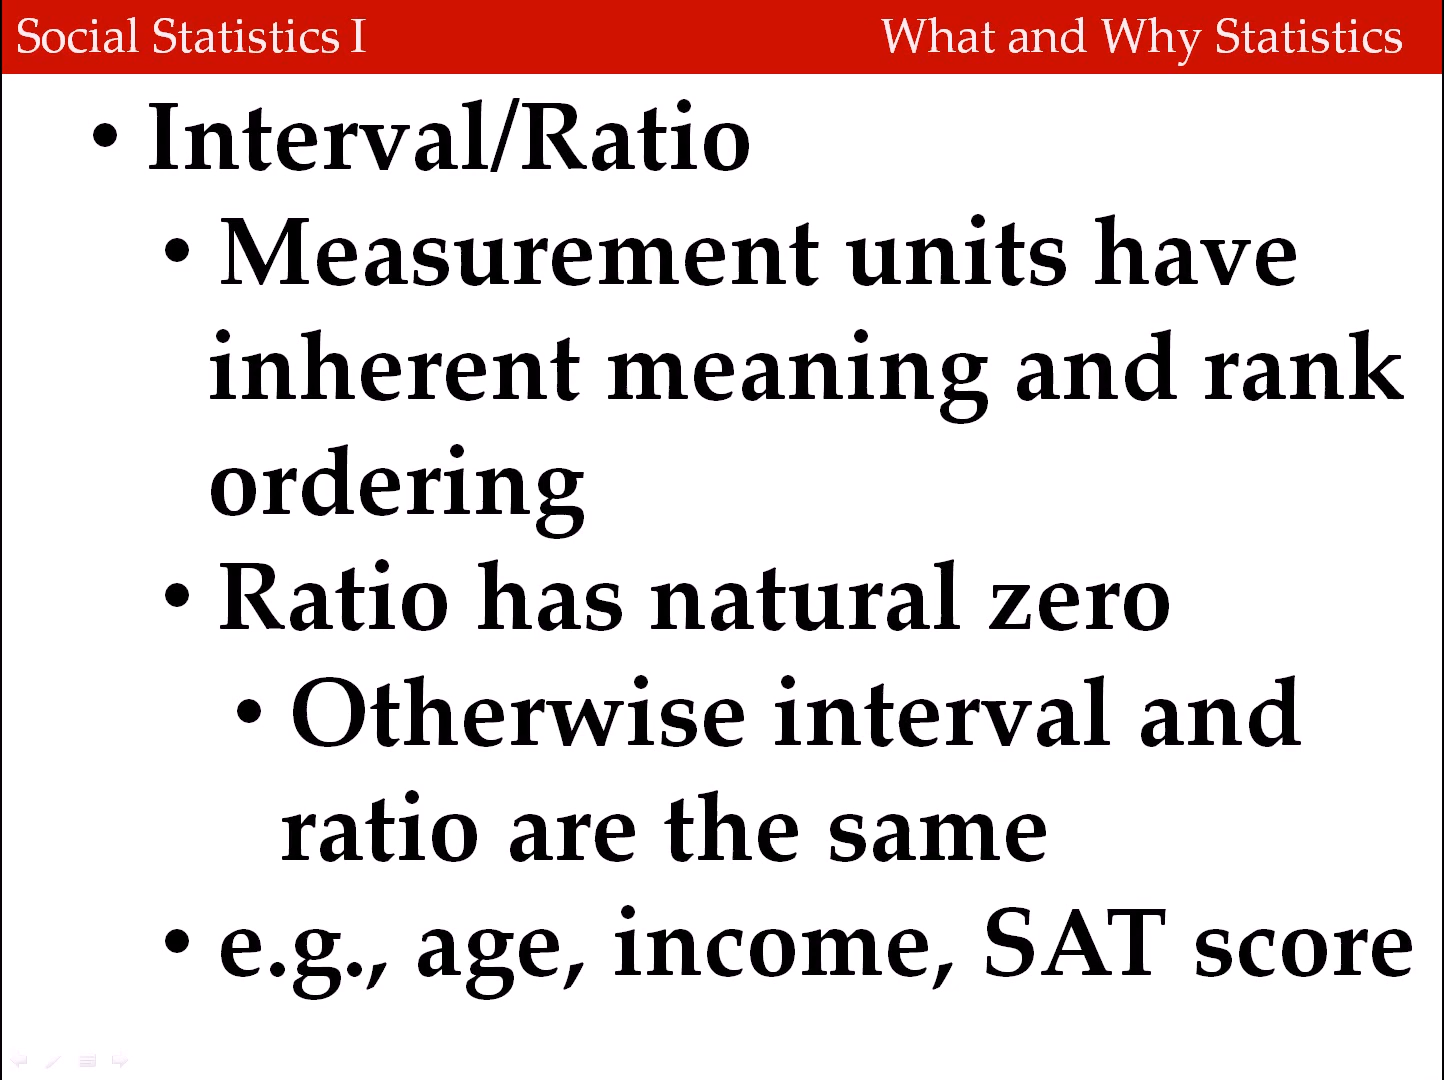 Social Statistics I
What and Why Statistics
• Interval/Ratio
• Measurement units have
inherent meaning and rank
ordering
• Ratio has natural zero
• Otherwise interval and
ratio are the same
• e.g., age, income, SAT score